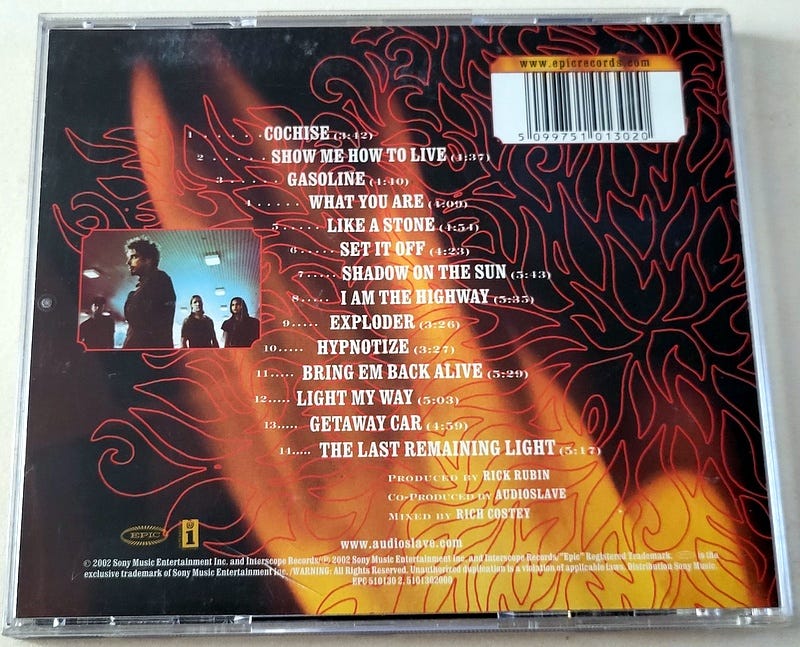 www.epicrecords.com
5 099751 013020
1 . . . . . . COCHISE (3:42)
2 . . . . . . SHOW ME HOW TO LIVE (4:37)
3 . . . . . . GASOLINE (4:40)
4 . . . . . WHAT YOU ARE (4:09)
5 . . . . . LIKE A STONE (4:54)
6 . . . . . SET IT OFF (4:23)
7 ..... SHADOW ON THE SUN (5:43)
8 ..... I AM THE HIGHWAY (5:35)
9 ..... EXPLODER (3:26)
10 ..... HYPNOTIZE (3:27)
11 ..... BRING EM BACK ALIVE (5:29)
12 ..... LIGHT MY WAY (5:03)
13 ..... GETAWAY CAR (4:59)
14 ..... THE LAST REMAINING LIGHT (5:17)
PRODUCED BY RICK RUBIN
CO-PRODUCED BY AUDIOSLAVE
MIXED BY RICH COSTEY
EPIC
i
www.audioslave.com
© 2002 Sony Music Entertainment Inc. and Interscope Records/℗ 2002 Sony Music Entertainment Inc. and Interscope Records. "Epic" Registered Trademark. is the
exclusive trademark of Sony Music Entertainment Inc. /WARNING: All Rights Reserved. Unauthorized duplication is a violation of applicable laws. Distribution Sony Music.
EPC 510130 2, 5101302000